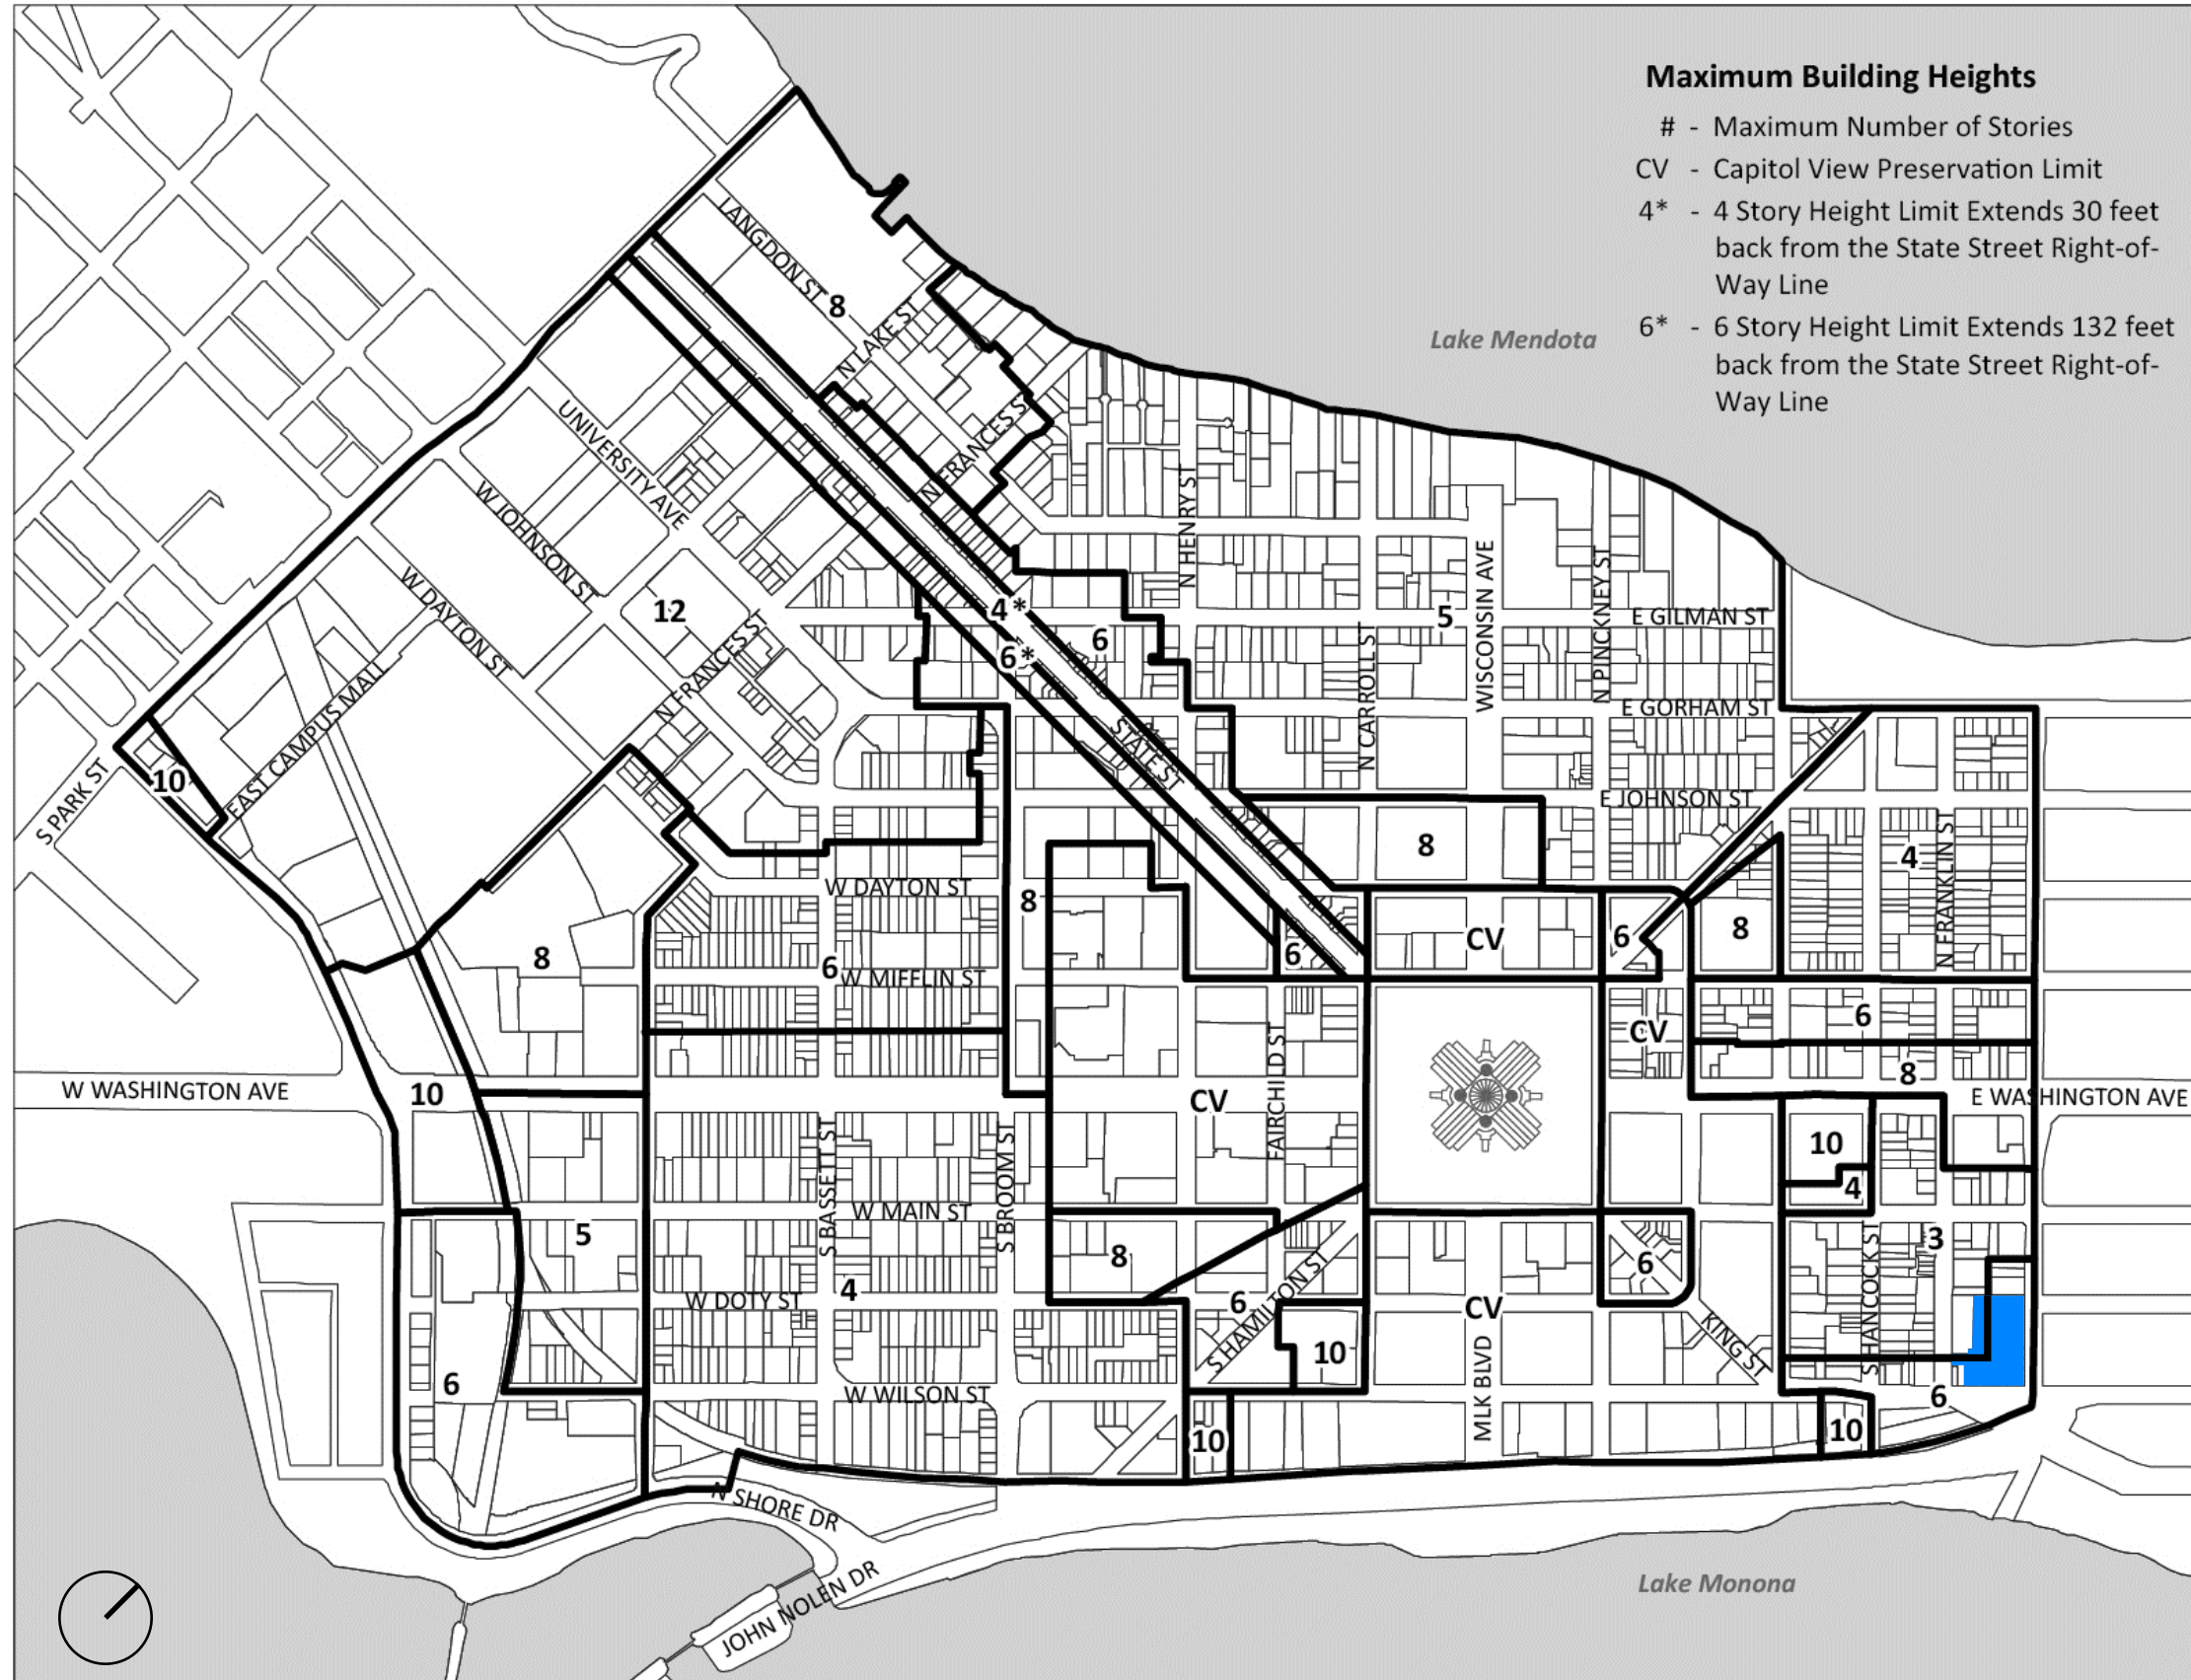 Maximum Building Heights
# - Maximum Number of Stories
CV - Capitol View Preservation Limit
4* - 4 Story Height Limit Extends 30 feet
back from the State Street Right-of-
Way Line
6* - 6 Story Height Limit Extends 132 feet
back from the State Street Right-of-
Way Line
Lake Mendota
LANGDON ST
8
N LAKE ST
N FRANCES S
UNIVERSITY AVE
W JOHNSON ST
W DAYTON ST
12
N FRANCES ST
4*
6*
6
N HENRY ST
N CARROLL ST
5
WISCONSIN AVE
N PINCKNEY ST
E GILMAN ST
E GORHAM ST
E JOHNSON ST
STATE ST
10
S PARK ST
EAST CAMPUS MALL
8
4
N FRANKLIN ST
W DAYTON ST
8
8
6
W MIFFLIN ST
6
CV
6
8
CV
6
8
W WASHINGTON AVE
10
CV
FAIRCHILD ST
E WASHINGTON AVE
10
4
S BASSETT ST
S BROOM ST
W MAIN ST
5
8
3
6
S HANCOCK ST
W DOTY ST
4
6
S HAMILTON ST
10
CV
MLK BLVD
KING ST
6
W WILSON ST
6
10
10
N SHORE DR
JOHN NOLEN DR
Lake Monona